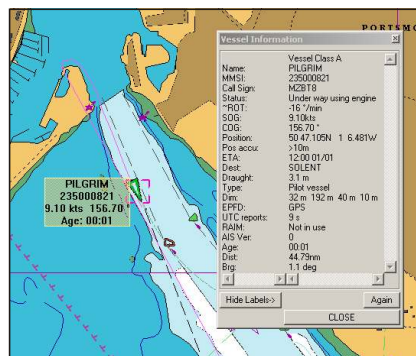 PORTSMO
Vessel Information
Vessel Class A
Name: PILGRIM
MMSI: 235000821
Call Sign: MZBT8
Status: Under way using engine
~ROT: -16 °/min
SOG: 9.10kts
COG: 156.70 °
Position: 50 47.105N 1 6.481W
Pos accu: >10m
ETA: 12:00 01/01
Dest: SOLENT
Draught: 3.1 m
Type: Pilot vessel
Dim: 32 m 192 m 40 m 10 m
EPFD: GPS
UTC reports: 9 s
RAIM: Not in use
AIS Ver. 0
Age: 00:01
Dist: 44.79nm
Brg: 1.1 deg
Hide Labels>> Again
CLOSE
PILGRIM
235000821
9.10 kts 156.70
Age: 00:01